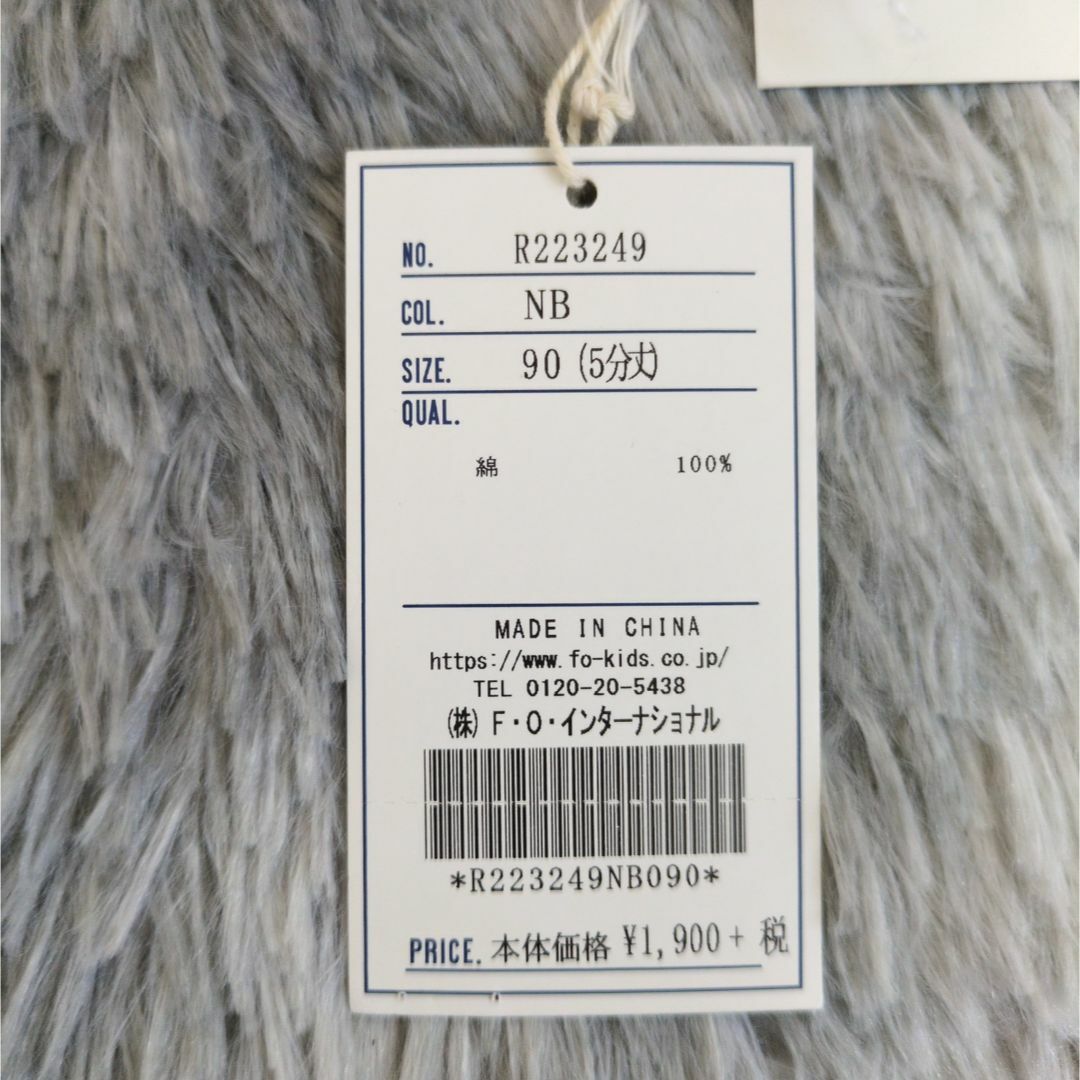 NO. R223249
COL. NB
SIZE. 90 (5分丈)
QUAL.
綿 100%
MADE IN CHINA
https://www.fo-kids.co.jp/
TEL 0120-20-5438
(株) F・O・インターナショナル
*R223249NB090*
PRICE. 本体価格 ¥1,900 + 税